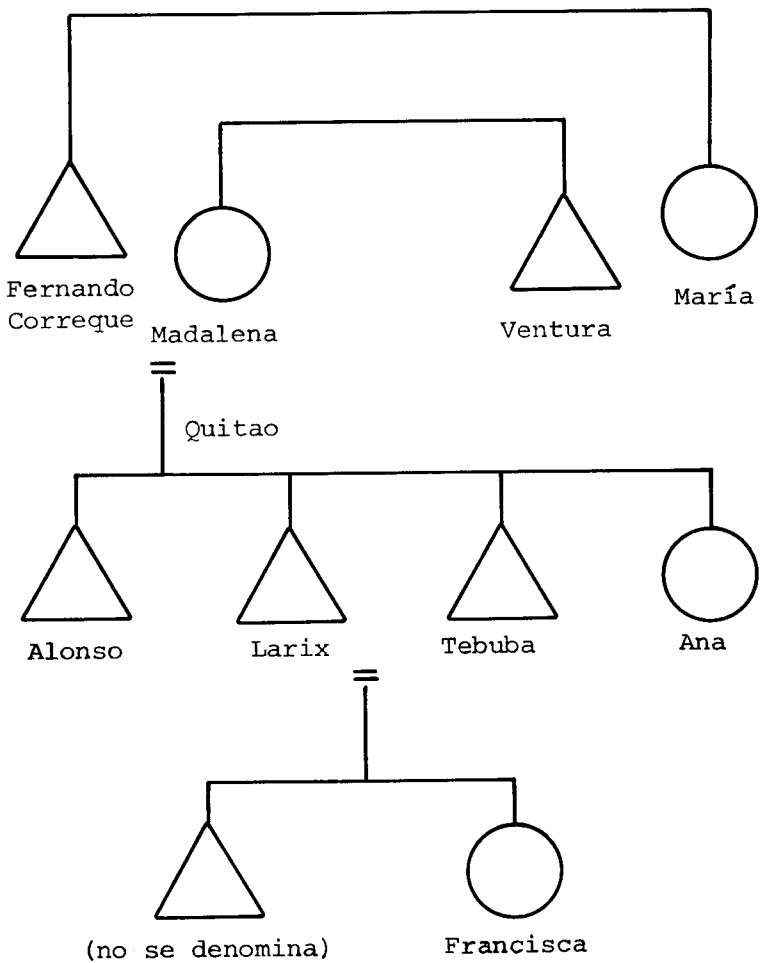 Fernando
Correque
Madalena
Ventura
María
=
Quitao
Alonso
Larix
Tebuba
Ana
=
(no se denomina)
Francisca